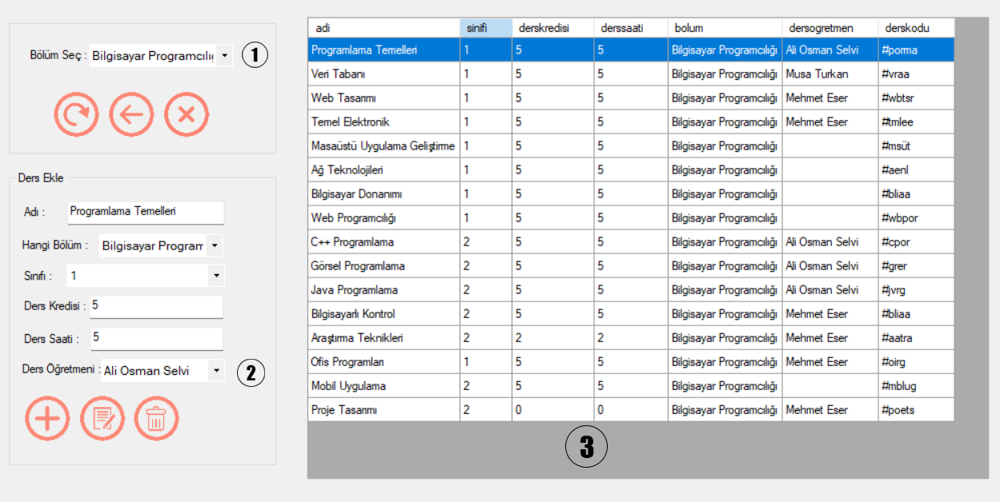 Bölüm Seç : Bilgisayar Programcılığı 1
Ders Ekle
Adı : Programlama Temelleri
Hangi Bölüm : Bilgisayar Program
Sınıfı : 1
Ders Kredisi : 5
Ders Saati : 5
Ders Öğretmeni : Ali Osman Selvi 2
adi sinifi derskredisi derssaati bolum dersogretmen derskodu
Programlama Temelleri 1 5 5 Bilgisayar Programcılığı Ali Osman Selvi #porma
Veri Tabanı 1 5 5 Bilgisayar Programcılığı Musa Turkan #vraa
Web Tasarımı 1 5 5 Bilgisayar Programcılığı Mehmet Eser #wbtsr
Temel Elektronik 1 5 5 Bilgisayar Programcılığı Mehmet Eser #tmlee
Masaüstü Uygulama Geliştirme 1 5 5 Bilgisayar Programcılığı #msüt
Ağ Teknolojileri 1 5 5 Bilgisayar Programcılığı #aenl
Bilgisayar Donanımı 1 5 5 Bilgisayar Programcılığı #bliaa
Web Programcılığı 1 5 5 Bilgisayar Programcılığı #wbpor
C++ Programlama 2 5 5 Bilgisayar Programcılığı Ali Osman Selvi #cpor
Görsel Programlama 2 5 5 Bilgisayar Programcılığı Ali Osman Selvi #grer
Java Programlama 2 5 5 Bilgisayar Programcılığı Ali Osman Selvi #jvrg
Bilgisayarlı Kontrol 2 5 5 Bilgisayar Programcılığı Mehmet Eser #bliaa
Araştırma Teknikleri 2 2 2 Bilgisayar Programcılığı Mehmet Eser #aatra
Ofis Programları 1 5 5 Bilgisayar Programcılığı Mehmet Eser #oirg
Mobil Uygulama 2 5 5 Bilgisayar Programcılığı #mblug
Proje Tasarımı 2 0 0 Bilgisayar Programcılığı Mehmet Eser #poets
3